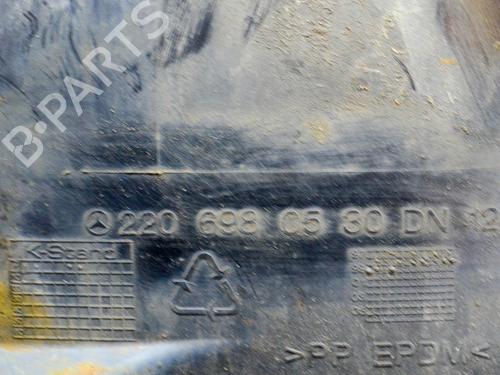 B-PARTS
220 698 05 30 DN 12
K-Stand
>PP EPDM<